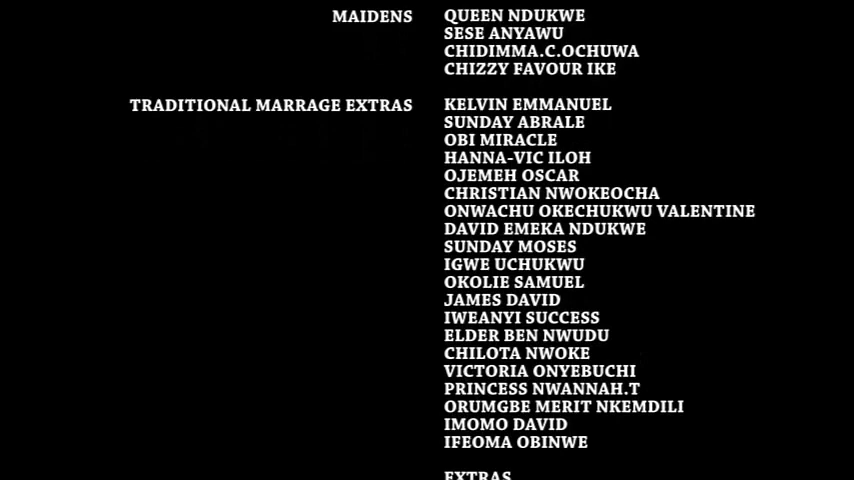 MAIDENS QUEEN NDUKWE
SESE ANYAWU
CHIDIMMA.C.OCHUWA
CHIZZY FAVOUR IKE
TRADITIONAL MARRAGE EXTRAS KELVIN EMMANUEL
SUNDAY ABRALE
OBI MIRACLE
HANNA-VIC ILOH
OJEMEH OSCAR
CHRISTIAN NWOKEOCHA
ONWACHU OKECHUKWU VALENTINE
DAVID EMEKA NDUKWE
SUNDAY MOSES
IGWE UCHUKWU
OKOLIE SAMUEL
JAMES DAVID
IWEANYI SUCCESS
ELDER BEN NWUDU
CHILOTA NWOKE
VICTORIA ONYEBUCHI
PRINCESS NWANNAH.T
ORUMGBE MERIT NKEMDILI
IMOMO DAVID
IFEOMA OBINWE
EXTRAS